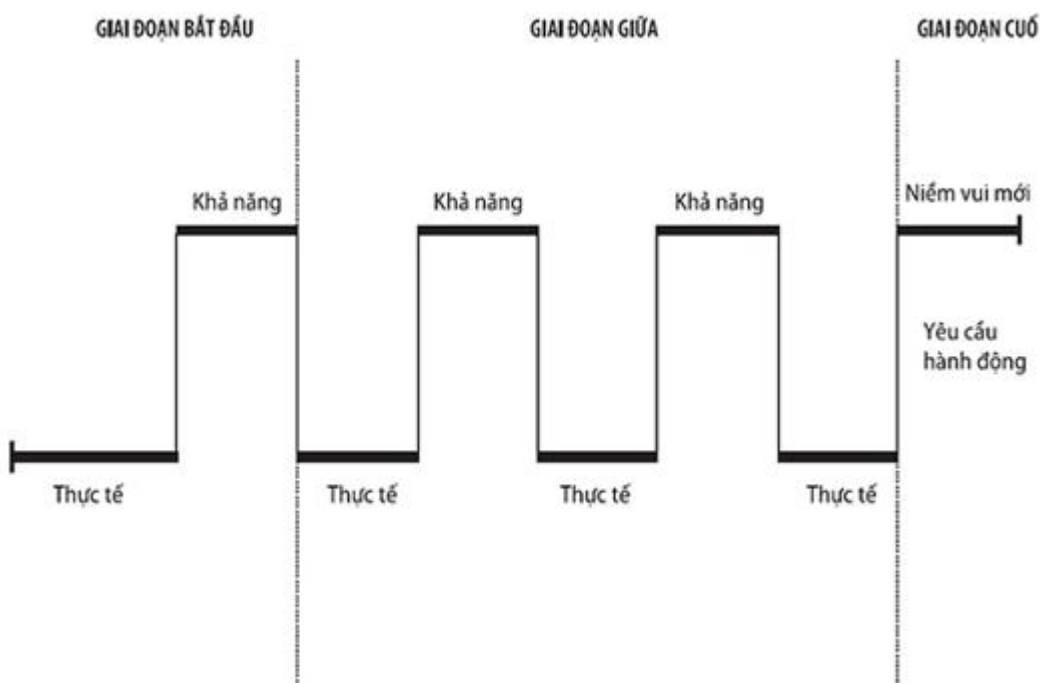 GIAI ĐOẠN BẮT ĐẦU
GIAI ĐOẠN GIỮA
GIAI ĐOẠN CUỐ
Khả năng
Khả năng
Khả năng
Niềm vui mới
Yêu cầu
hành động
Thực tế
Thực tế
Thực tế
Thực tế